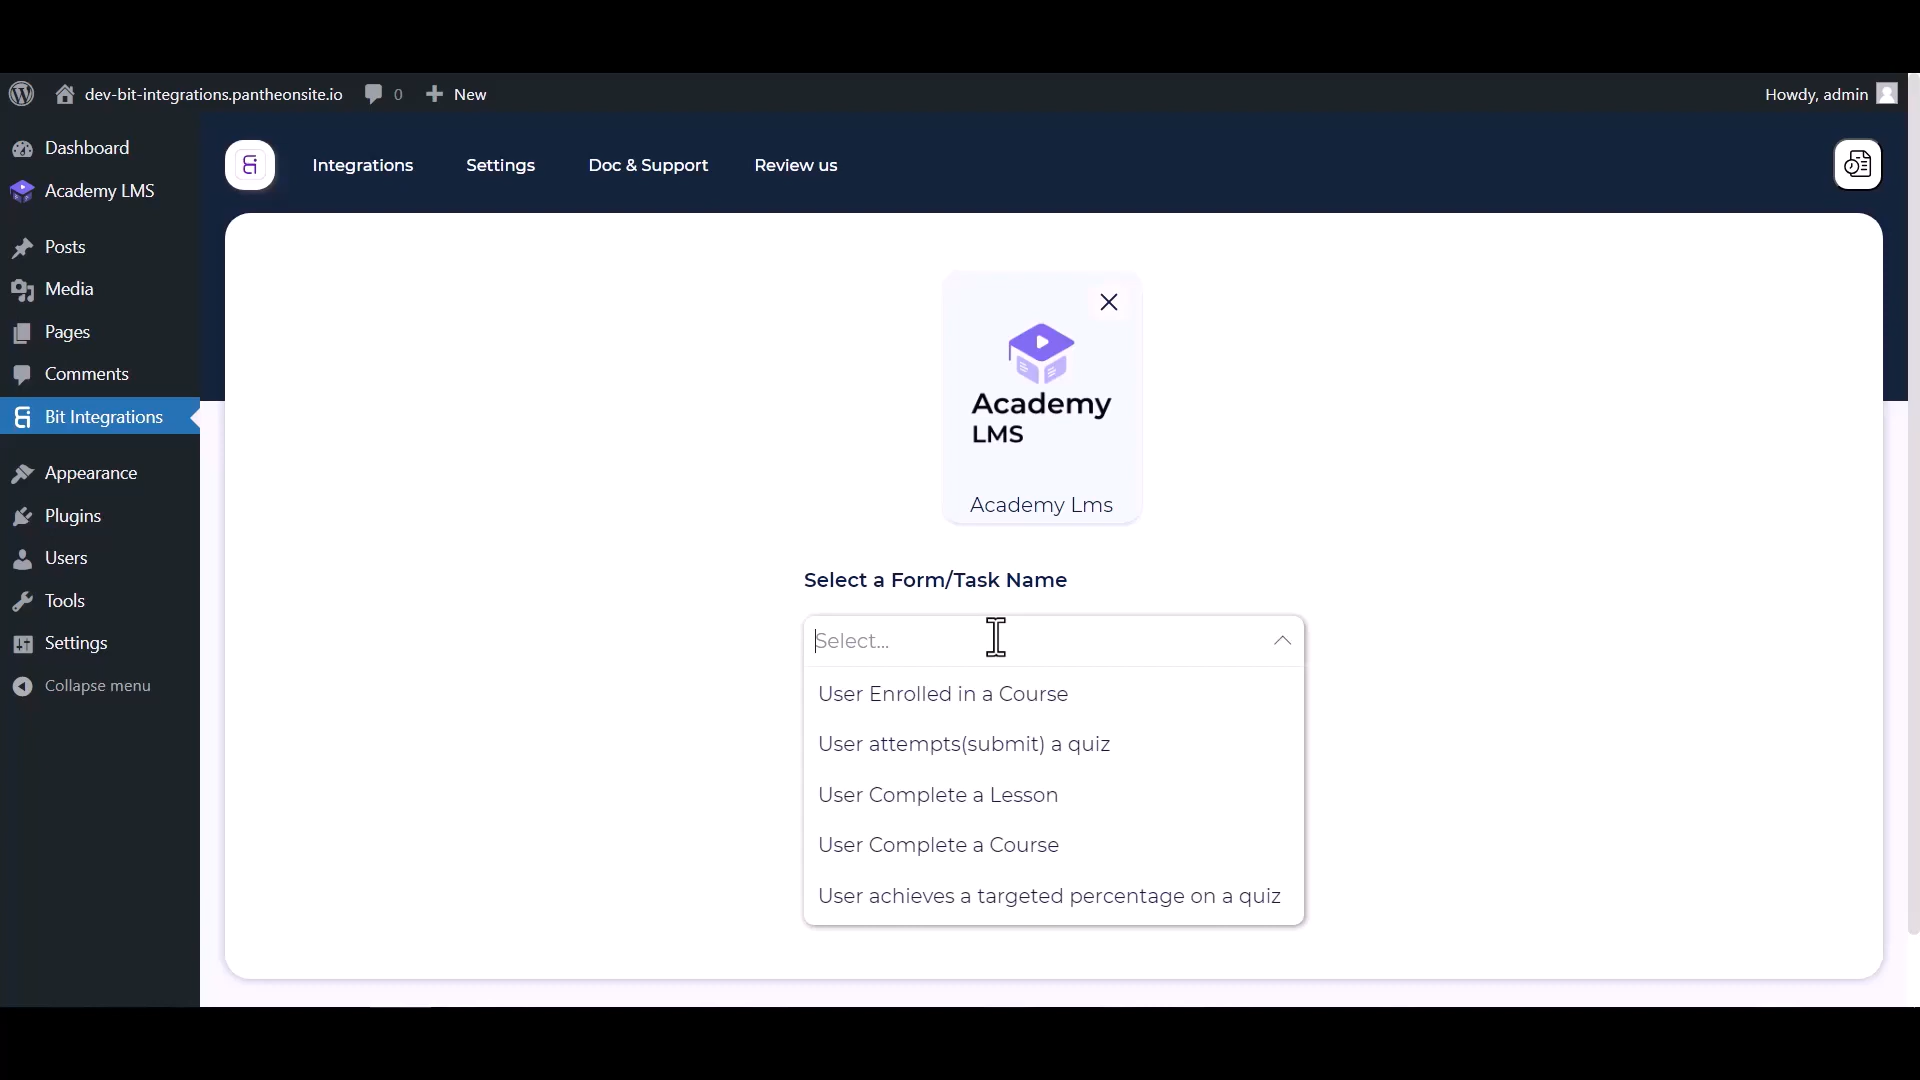 dev-bit-integrations.pantheonsite.io 0 New Howdy, admin
Dashboard
Academy LMS
Posts
Media
Pages
Comments
Bit Integrations
Appearance
Plugins
Users
Tools
Settings
Collapse menu
Integrations Settings Doc & Support Review us
Academy
LMS
Academy Lms
Select a Form/Task Name
Select...
User Enrolled in a Course
User attempts(submit) a quiz
User Complete a Lesson
User Complete a Course
User achieves a targeted percentage on a quiz